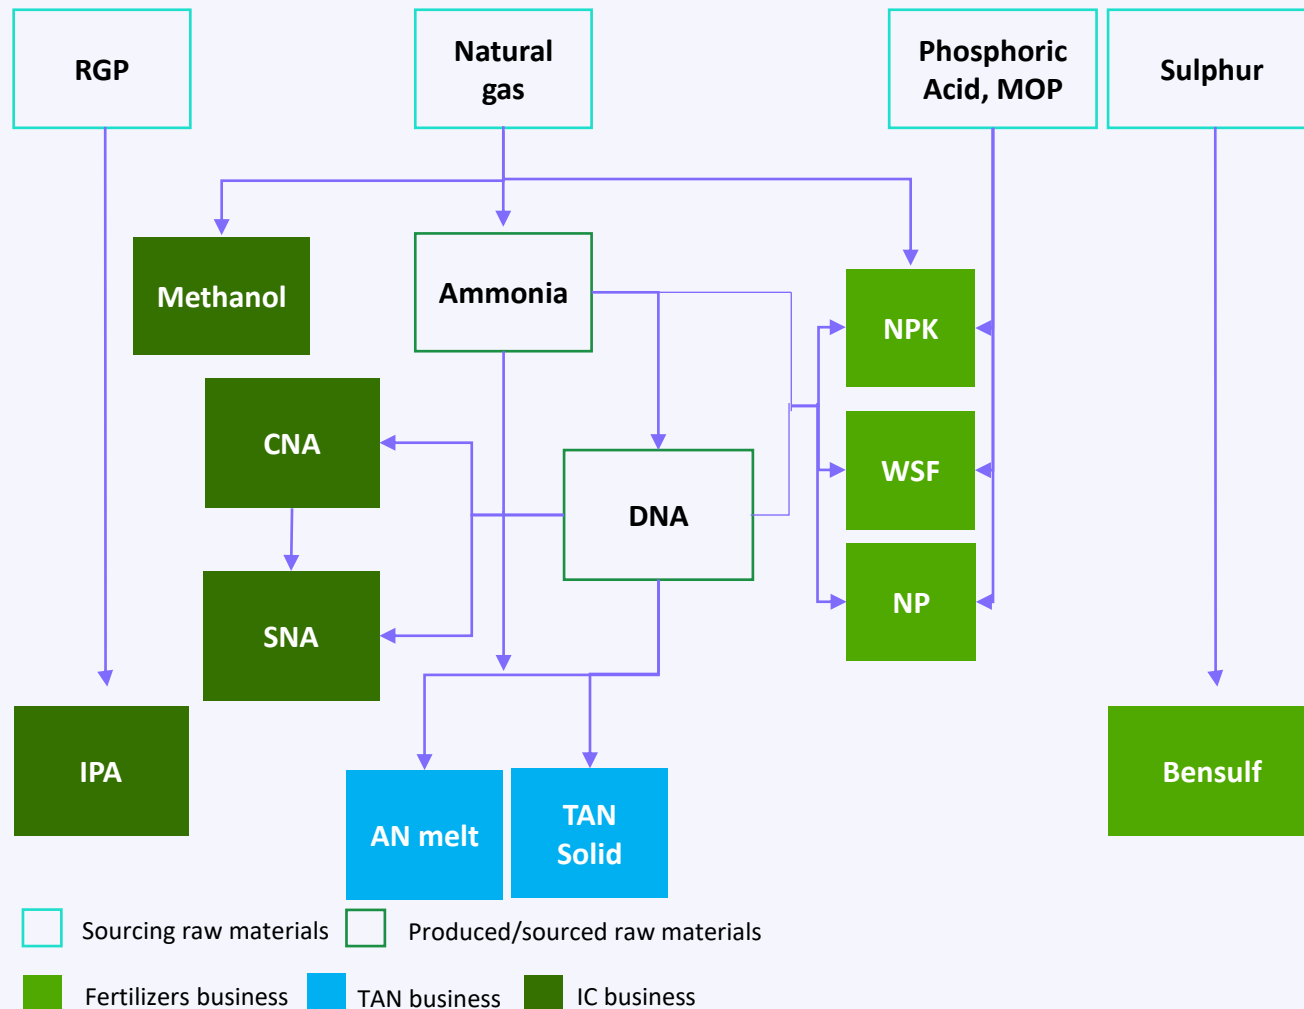 RGP
Natural
gas
Phosphoric
Acid, MOP
Sulphur
Methanol
Ammonia
NPK
CNA
WSF
DNA
NP
SNA
IPA
AN melt
TAN
Solid
Bensulf
Sourcing raw materials
Produced/sourced raw materials
Fertilizers business
TAN business
IC business